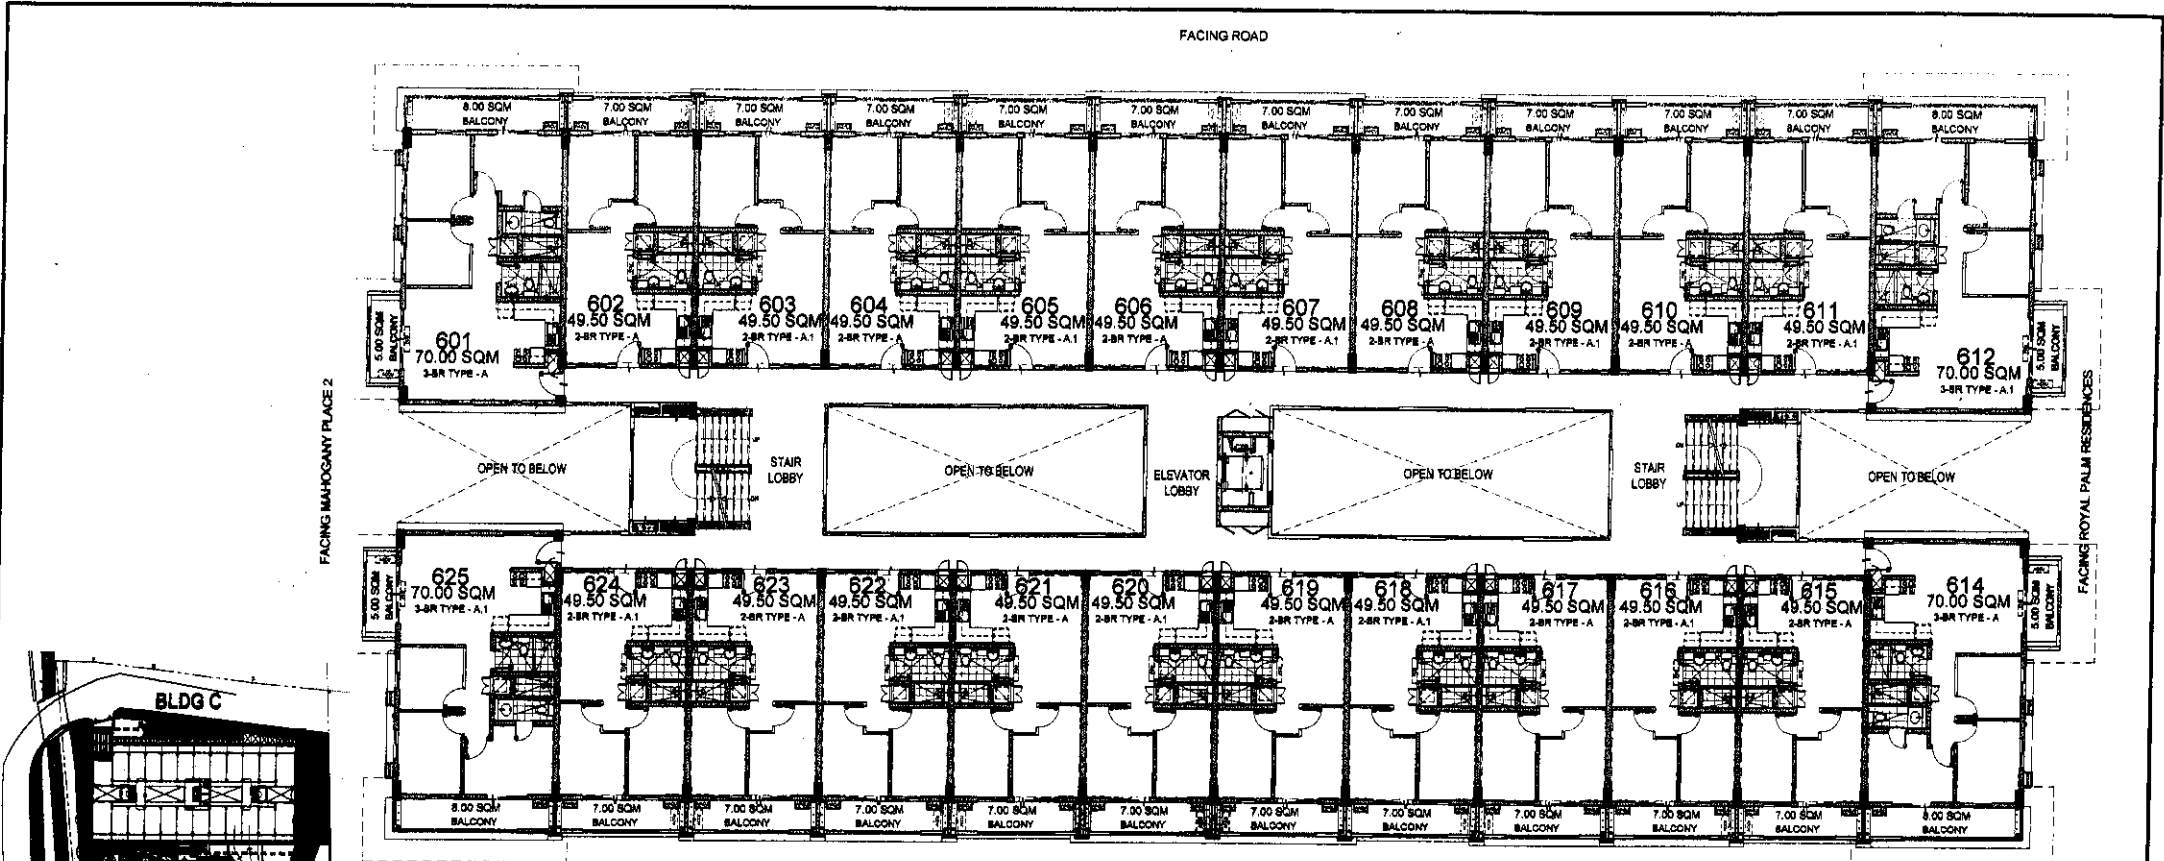 FACING ROAD
8.00 SQM
BALCONY
7.00 SQM
BALCONY
7.00 SQM
BALCONY
7.00 SQM
BALCONY
7.00 SQM
BALCONY
7.00 SQM
BALCONY
7.00 SQM
BALCONY
7.00 SQM
BALCONY
7.00 SQM
BALCONY
7.00 SQM
BALCONY
7.00 SQM
BALCONY
8.00 SQM
BALCONY
5.00 SQM
BALCONY
601
70.00 SQM
3-BR TYPE - A
602
49.50 SQM
2-BR TYPE - A
603
49.50 SQM
2-BR TYPE - A.1
604
49.50 SQM
2-BR TYPE - A
605
49.50 SQM
2-BR TYPE - A.1
606
49.50 SQM
2-BR TYPE - A
607
49.50 SQM
2-BR TYPE - A.1
608
49.50 SQM
2-BR TYPE - A
609
49.50 SQM
2-BR TYPE - A.1
610
49.50 SQM
2-BR TYPE - A
611
49.50 SQM
2-BR TYPE - A.1
612
70.00 SQM
3-BR TYPE - A.1
5.00 SQM
BALCONY
FACING MAHOGANY PLACE 2
OPEN TO BELOW
STAIR
LOBBY
OPEN TO BELOW
ELEVATOR
LOBBY
OPEN TO BELOW
STAIR
LOBBY
OPEN TO BELOW
FACING ROYAL PALM RESIDENCES
5.00 SQM
BALCONY
625
70.00 SQM
3-BR TYPE - A.1
624
49.50 SQM
2-BR TYPE - A.1
623
49.50 SQM
2-BR TYPE - A
622
49.50 SQM
2-BR TYPE - A.1
621
49.50 SQM
2-BR TYPE - A
620
49.50 SQM
2-BR TYPE - A.1
619
49.50 SQM
2-BR TYPE - A
618
49.50 SQM
2-BR TYPE - A.1
617
49.50 SQM
2-BR TYPE - A
616
49.50 SQM
2-BR TYPE - A.1
615
49.50 SQM
2-BR TYPE - A
614
70.00 SQM
3-BR TYPE - A
5.00 SQM
BALCONY
BLDG C
8.00 SQM
BALCONY
7.00 SQM
BALCONY
7.00 SQM
BALCONY
7.00 SQM
BALCONY
7.00 SQM
BALCONY
7.00 SQM
BALCONY
7.00 SQM
BALCONY
7.00 SQM
BALCONY
7.00 SQM
BALCONY
7.00 SQM
BALCONY
7.00 SQM
BALCONY
8.00 SQM
BALCONY